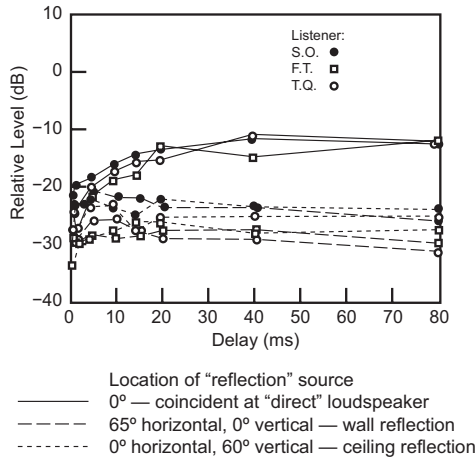 10
0
−10
−20
−30
−40
Relative Level (dB)
Listener:
S.O.
F.T.
T.Q.
0 10 20 30 40 50 60 70 80
Delay (ms)
Location of “reflection” source
0º — coincident at “direct” loudspeaker
65º horizontal, 0º vertical — wall reflection
0º horizontal, 60º vertical — ceiling reflection